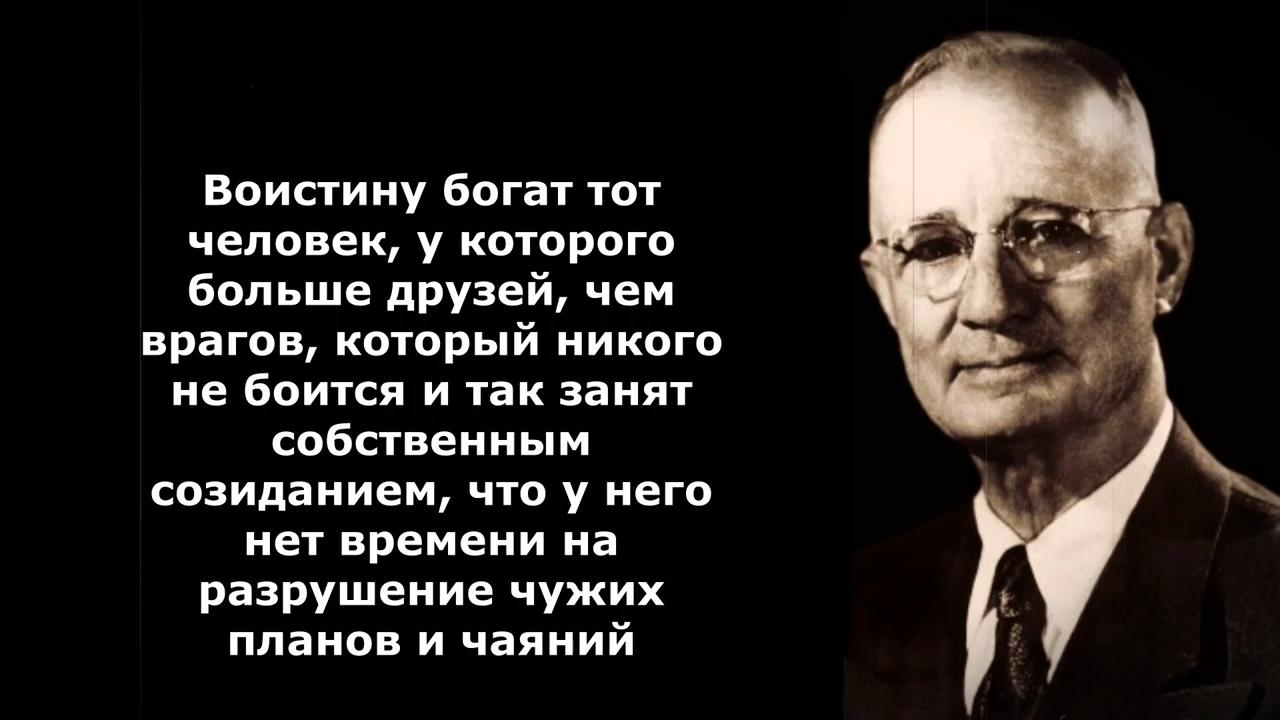 Воистину богат тот
человек, у которого
больше друзей, чем
врагов, который никого
не боится и так занят
собственным
созиданием, что у него
нет времени на
разрушение чужих
планов и чаяний